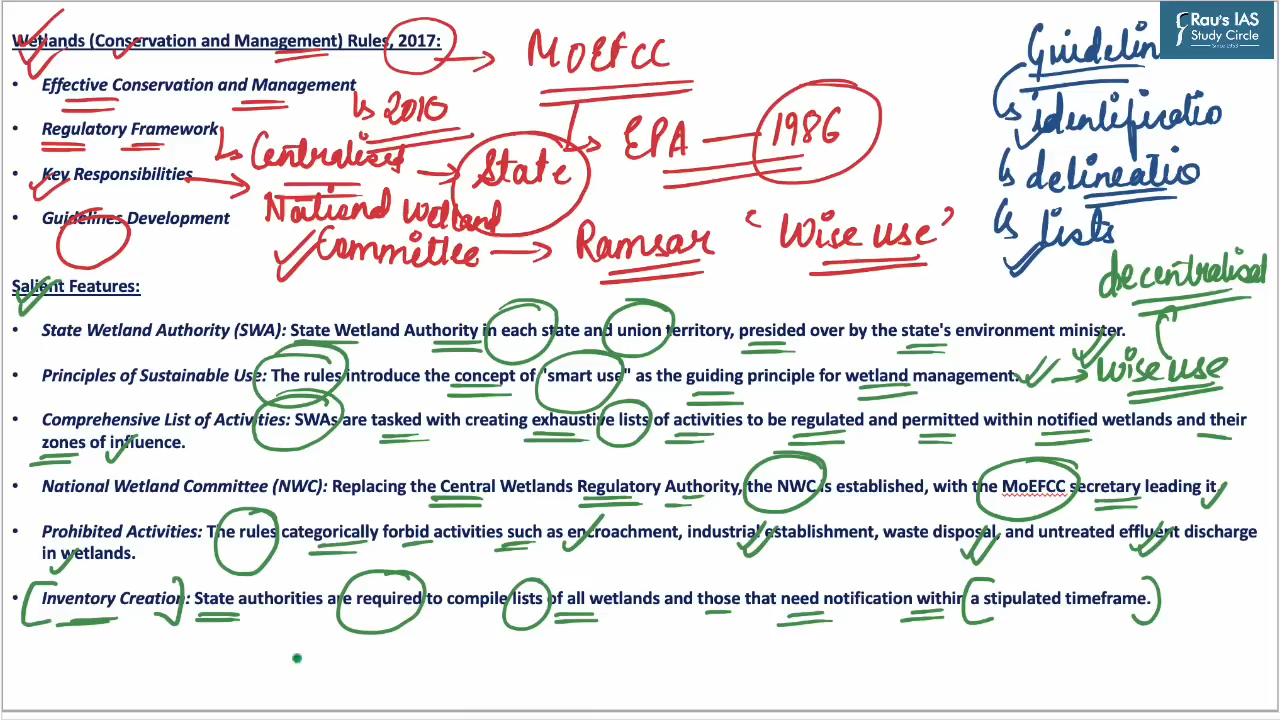 Rau's IAS
Study Circle
Since 1953
Wetlands (Conservation and Management) Rules, 2017:
→ MoEFCC
Guidelin
• Effective Conservation and Management
↳ 2010
↳ identificatio
• Regulatory Framework
↳ Centralised → State
↳ EPA — 1986
↳ delineatio
• Key Responsibilities
→ National Wetland
Committee → Ramsar "Wise use"
↳ lists
• Guidelines Development
decentralised
Salient Features:
• State Wetland Authority (SWA): State Wetland Authority in each state and union territory, presided over by the state's environment minister.
• Principles of Sustainable Use: The rules introduce the concept of "smart use" as the guiding principle for wetland management.
→ Wise use
• Comprehensive List of Activities: SWAs are tasked with creating exhaustive lists of activities to be regulated and permitted within notified wetlands and their
zones of influence.
• National Wetland Committee (NWC): Replacing the Central Wetlands Regulatory Authority, the NWC is established, with the MoEFCC secretary leading it
• Prohibited Activities: The rules categorically forbid activities such as encroachment, industrial establishment, waste disposal, and untreated effluent discharge
in wetlands.
• Inventory Creation: State authorities are required to compile lists of all wetlands and those that need notification within a stipulated timeframe.